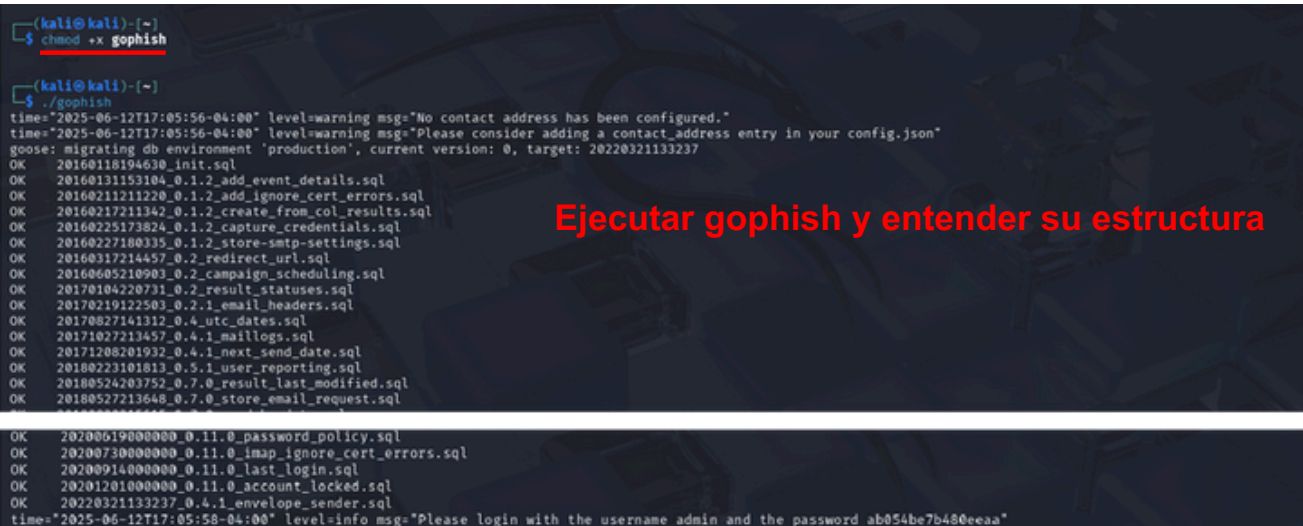 (kali㉿kali)-[~]
$ chmod +x gophish
(kali㉿kali)-[~]
$ ./gophish
time="2025-06-12T17:05:56-04:00" level=warning msg="No contact address has been configured."
time="2025-06-12T17:05:56-04:00" level=warning msg="Please consider adding a contact_address entry in your config.json"
goose: migrating db environment 'production', current version: 0, target: 20220321133237
OK 20160118194630_init.sql
OK 20160131153104_0.1.2_add_event_details.sql
OK 20160211211220_0.1.2_add_ignore_cert_errors.sql
OK 20160217211342_0.1.2_create_from_col_results.sql
OK 20160225173824_0.1.2_capture_credentials.sql
OK 20160227180335_0.1.2_store-smtp-settings.sql
OK 20160317214457_0.2_redirect_url.sql
OK 20160605210903_0.2_campaign_scheduling.sql
OK 20170104220731_0.2_result_statuses.sql
OK 20170219122503_0.2.1_email_headers.sql
OK 20170827141312_0.4_utc_dates.sql
OK 20171027213457_0.4.1_maillogs.sql
OK 20171208201932_0.4.1_next_send_date.sql
OK 20180223101813_0.5.1_user_reporting.sql
OK 20180524203752_0.7.0_result_last_modified.sql
OK 20180527213648_0.7.0_store_email_request.sql
Ejecutar gophish y entender su estructura
OK 20200619000000_0.11.0_password_policy.sql
OK 20200730000000_0.11.0_imap_ignore_cert_errors.sql
OK 20200914000000_0.11.0_last_login.sql
OK 20201201000000_0.11.0_account_locked.sql
OK 20220321133237_0.4.1_envelope_sender.sql
time="2025-06-12T17:05:58-04:00" level=info msg="Please login with the username admin and the password ab054be7b480eeaa"